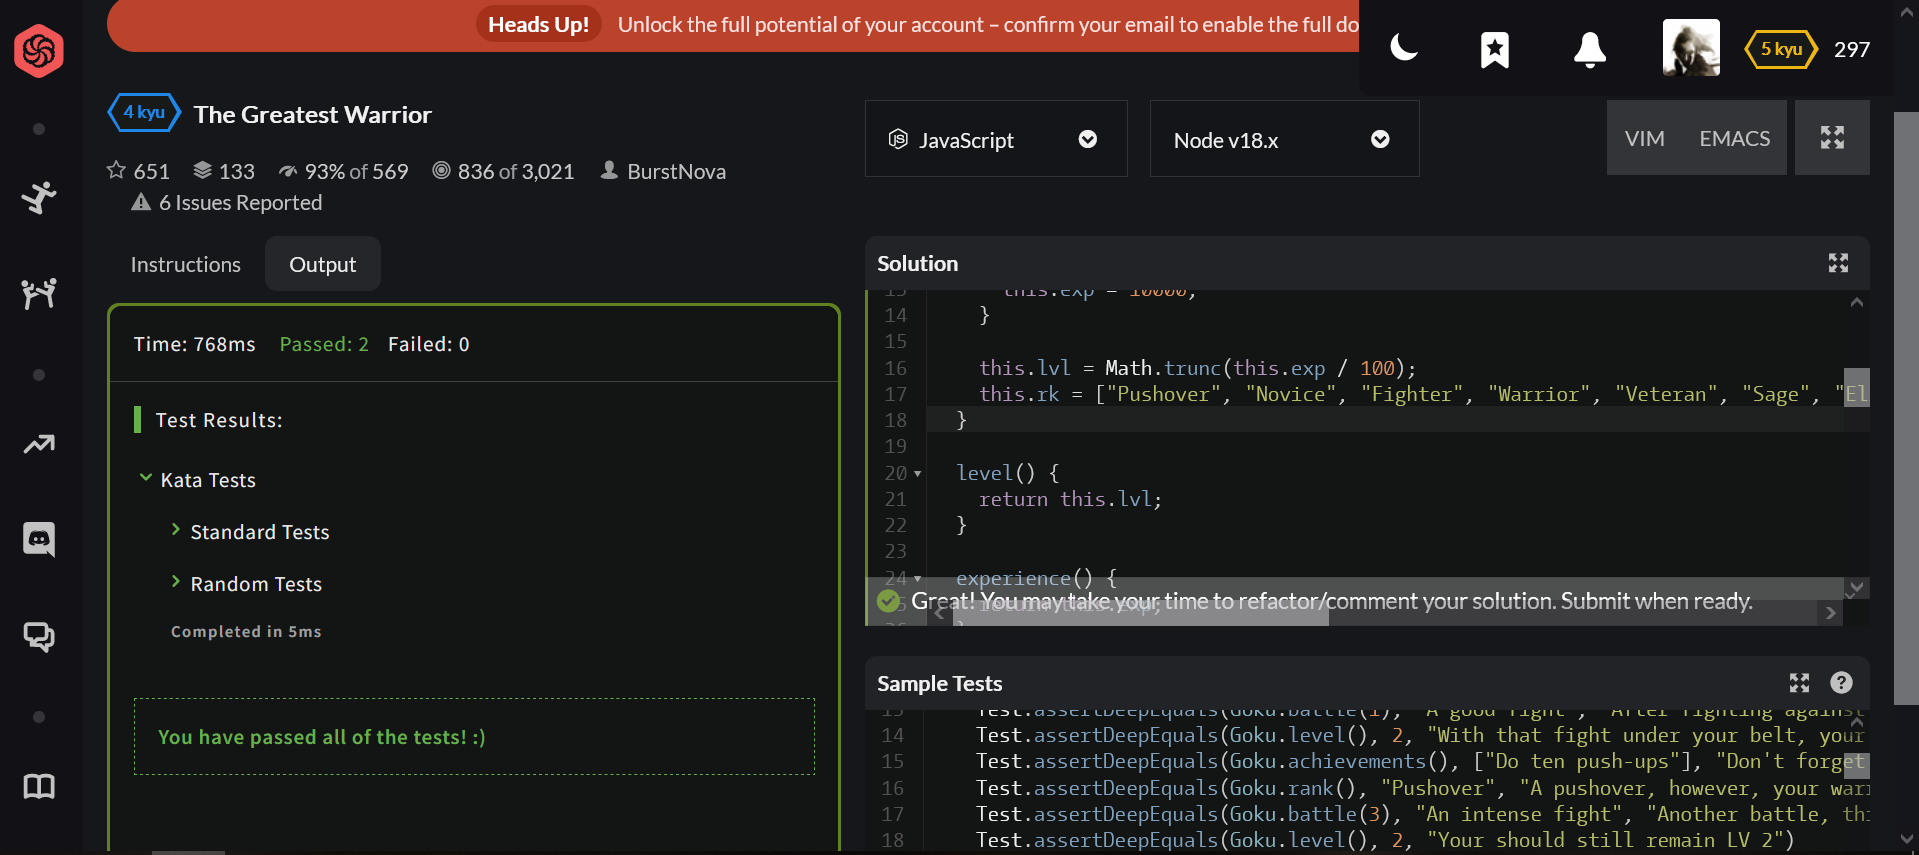 Heads Up! Unlock the full potential of your account – confirm your email to enable the full do
5 kyu 297
4 kyu The Greatest Warrior
651 133 93% of 569 836 of 3,021 BurstNova
6 Issues Reported
JavaScript
Node v18.x
VIM EMACS
Instructions Output
Time: 768ms Passed: 2 Failed: 0
Test Results:
Kata Tests
Standard Tests
Random Tests
Completed in 5ms
You have passed all of the tests! :)
Solution
13 this.exp = 10000;
14 }
15
16 this.lvl = Math.trunc(this.exp / 100);
17 this.rk = ["Pushover", "Novice", "Fighter", "Warrior", "Veteran", "Sage", "El
18 }
19
20 level() {
21 return this.lvl;
22 }
23
24 experience() {
25 return this.exp;
26 }
Great! You may take your time to refactor/comment your solution. Submit when ready.
Sample Tests
13 Test.assertDeepEquals(Goku.battle(1), "A good fight", "After fighting against
14 Test.assertDeepEquals(Goku.level(), 2, "With that fight under your belt, your
15 Test.assertDeepEquals(Goku.achievements(), ["Do ten push-ups"], "Don't forget
16 Test.assertDeepEquals(Goku.rank(), "Pushover", "A pushover, however, your warr
17 Test.assertDeepEquals(Goku.battle(3), "An intense fight", "Another battle, thi
18 Test.assertDeepEquals(Goku.level(), 2, "Your should still remain LV 2")